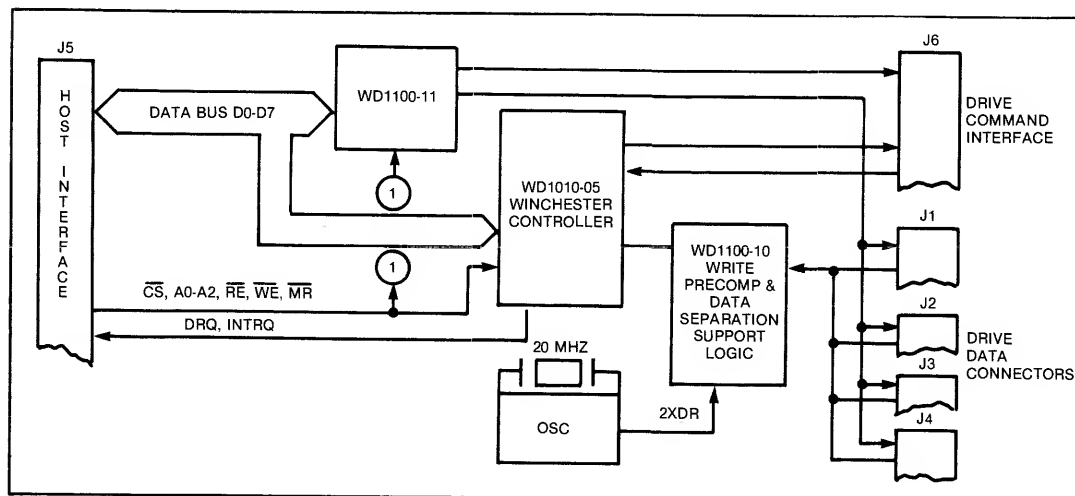 J5
HOST INTERFACE
DATA BUS D0-D7
WD1100-11
1
WD1010-05
WINCHESTER
CONTROLLER
J6
DRIVE
COMMAND
INTERFACE
1
CS, A0-A2, RE, WE, MR
DRQ, INTRQ
WD1100-10
WRITE
PRECOMP &
DATA
SEPARATION
SUPPORT
LOGIC
20 MHZ
OSC
2XDR
J1
J2
J3
J4
DRIVE
DATA
CONNECTORS